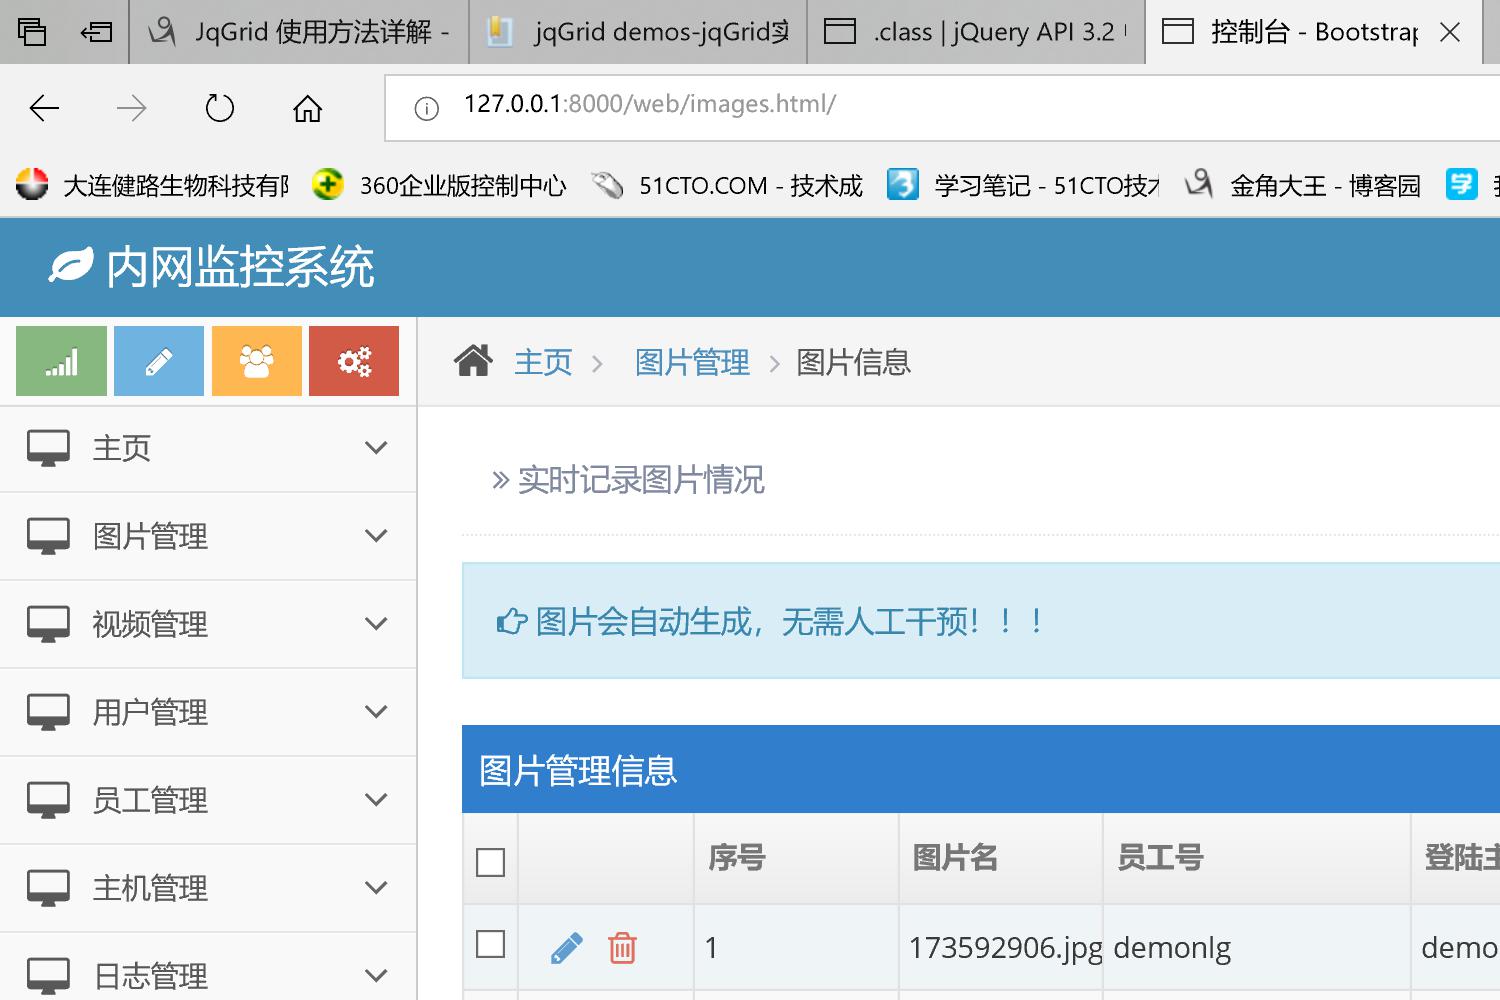 JqGrid 使用方法详解 -
jqGrid demos-jqGrid实
.class | jQuery API 3.2
控制台 - Bootstrap
127.0.0.1:8000/web/images.html/
大连健路生物科技有限
360企业版控制中心
51CTO.COM - 技术成
学习笔记 - 51CTO技术
金角大王 - 博客园
学
内网监控系统
主页
图片管理
图片信息
主页
图片管理
视频管理
用户管理
员工管理
主机管理
日志管理
» 实时记录图片情况
图片会自动生成，无需人工干预！！！
图片管理信息
序号 图片名 员工号 登陆主
1 173592906.jpg demonlg demo